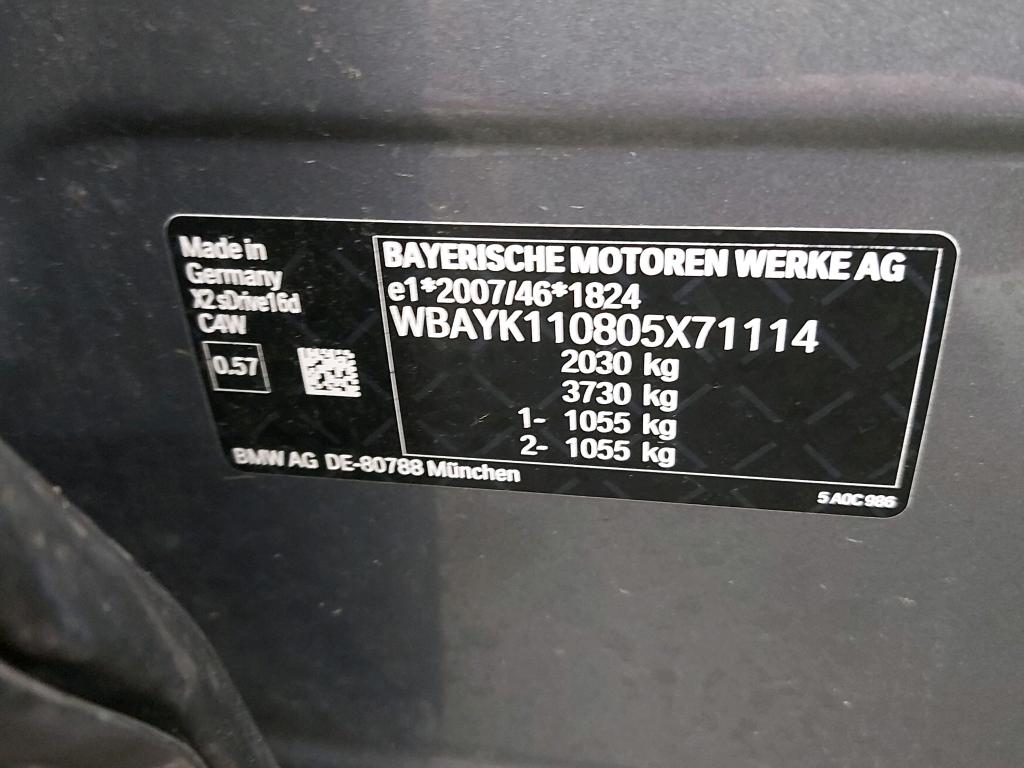 Made in
Germany
X2 sDrive16d
C4W
0.57
BAYERISCHE MOTOREN WERKE AG
e1*2007/46*1824
WBAYK110805X71114
2030 kg
3730 kg
1- 1055 kg
2- 1055 kg
BMW AG DE-80788 München
5 A0C 986